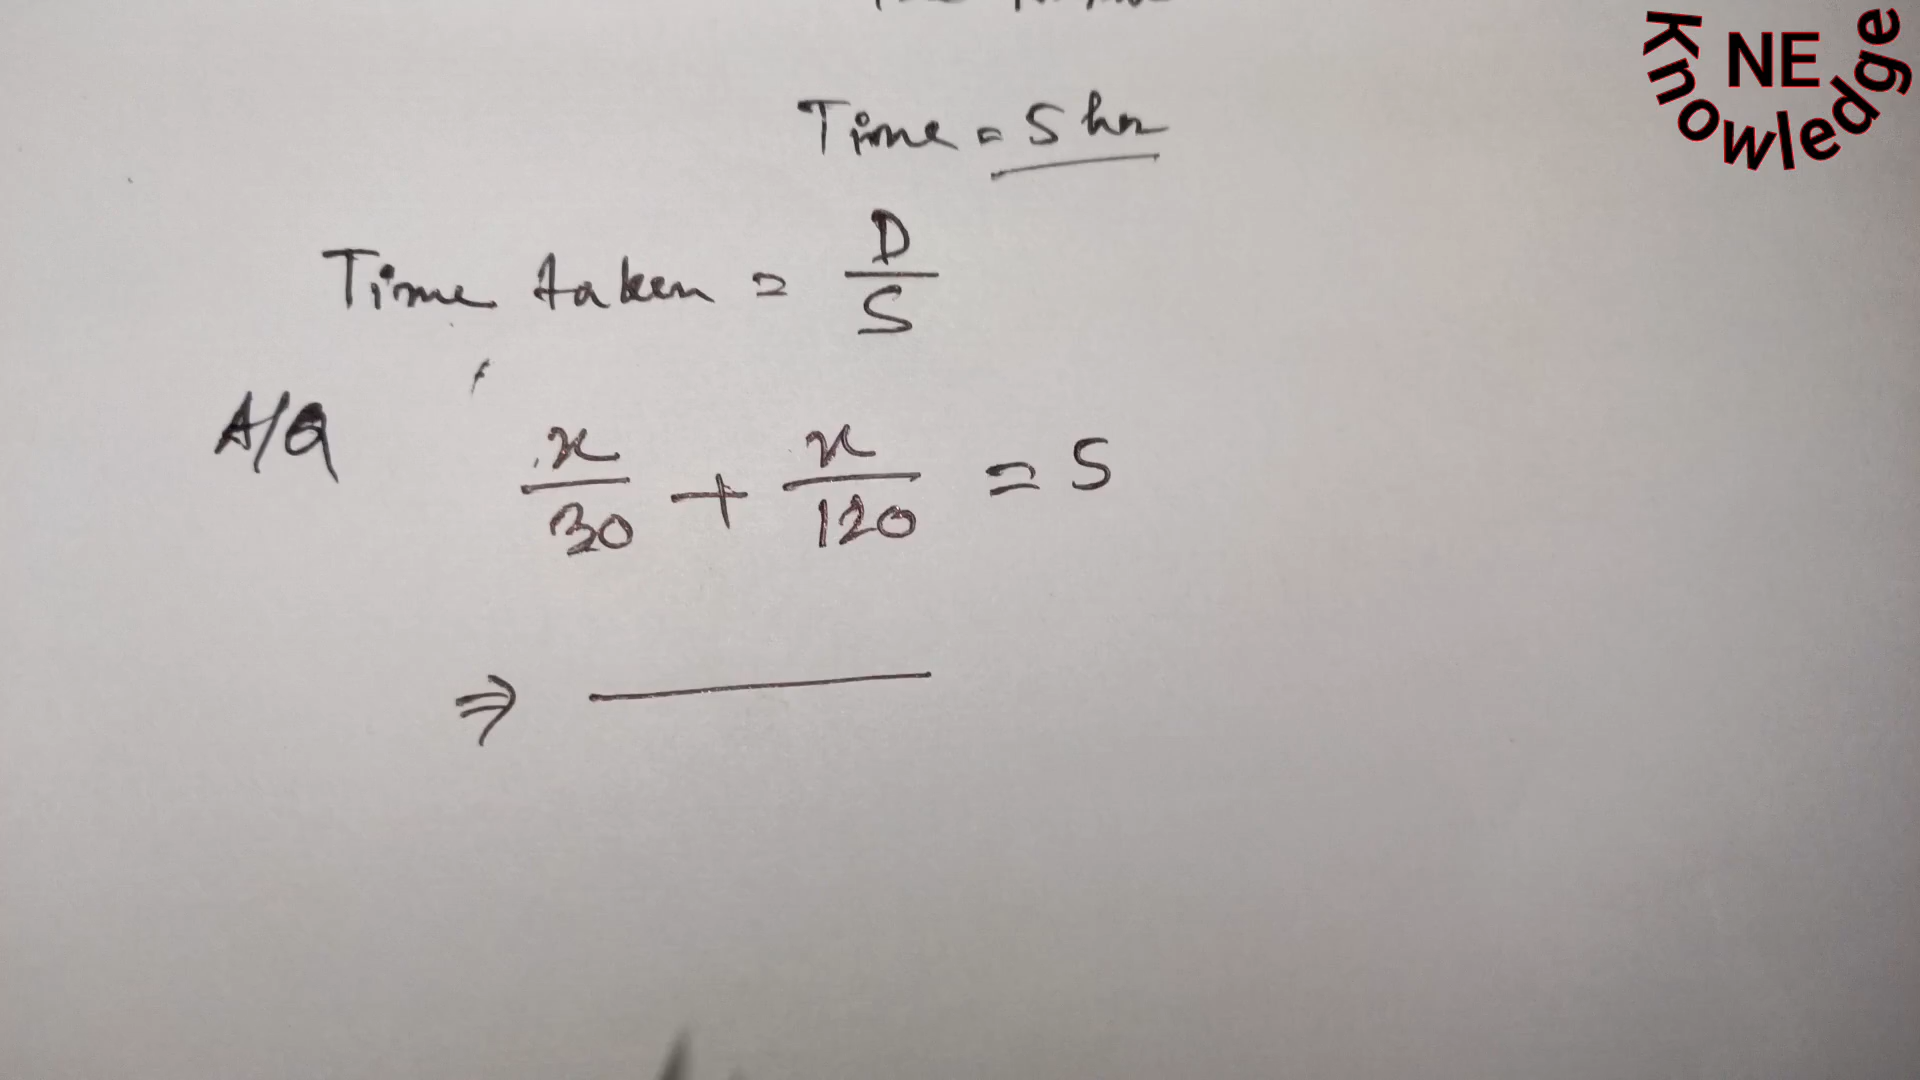 Time = 5 hr
Time taken = D/S
A/Q x/30 + x/120 = 5
⇒
NE Knowledge